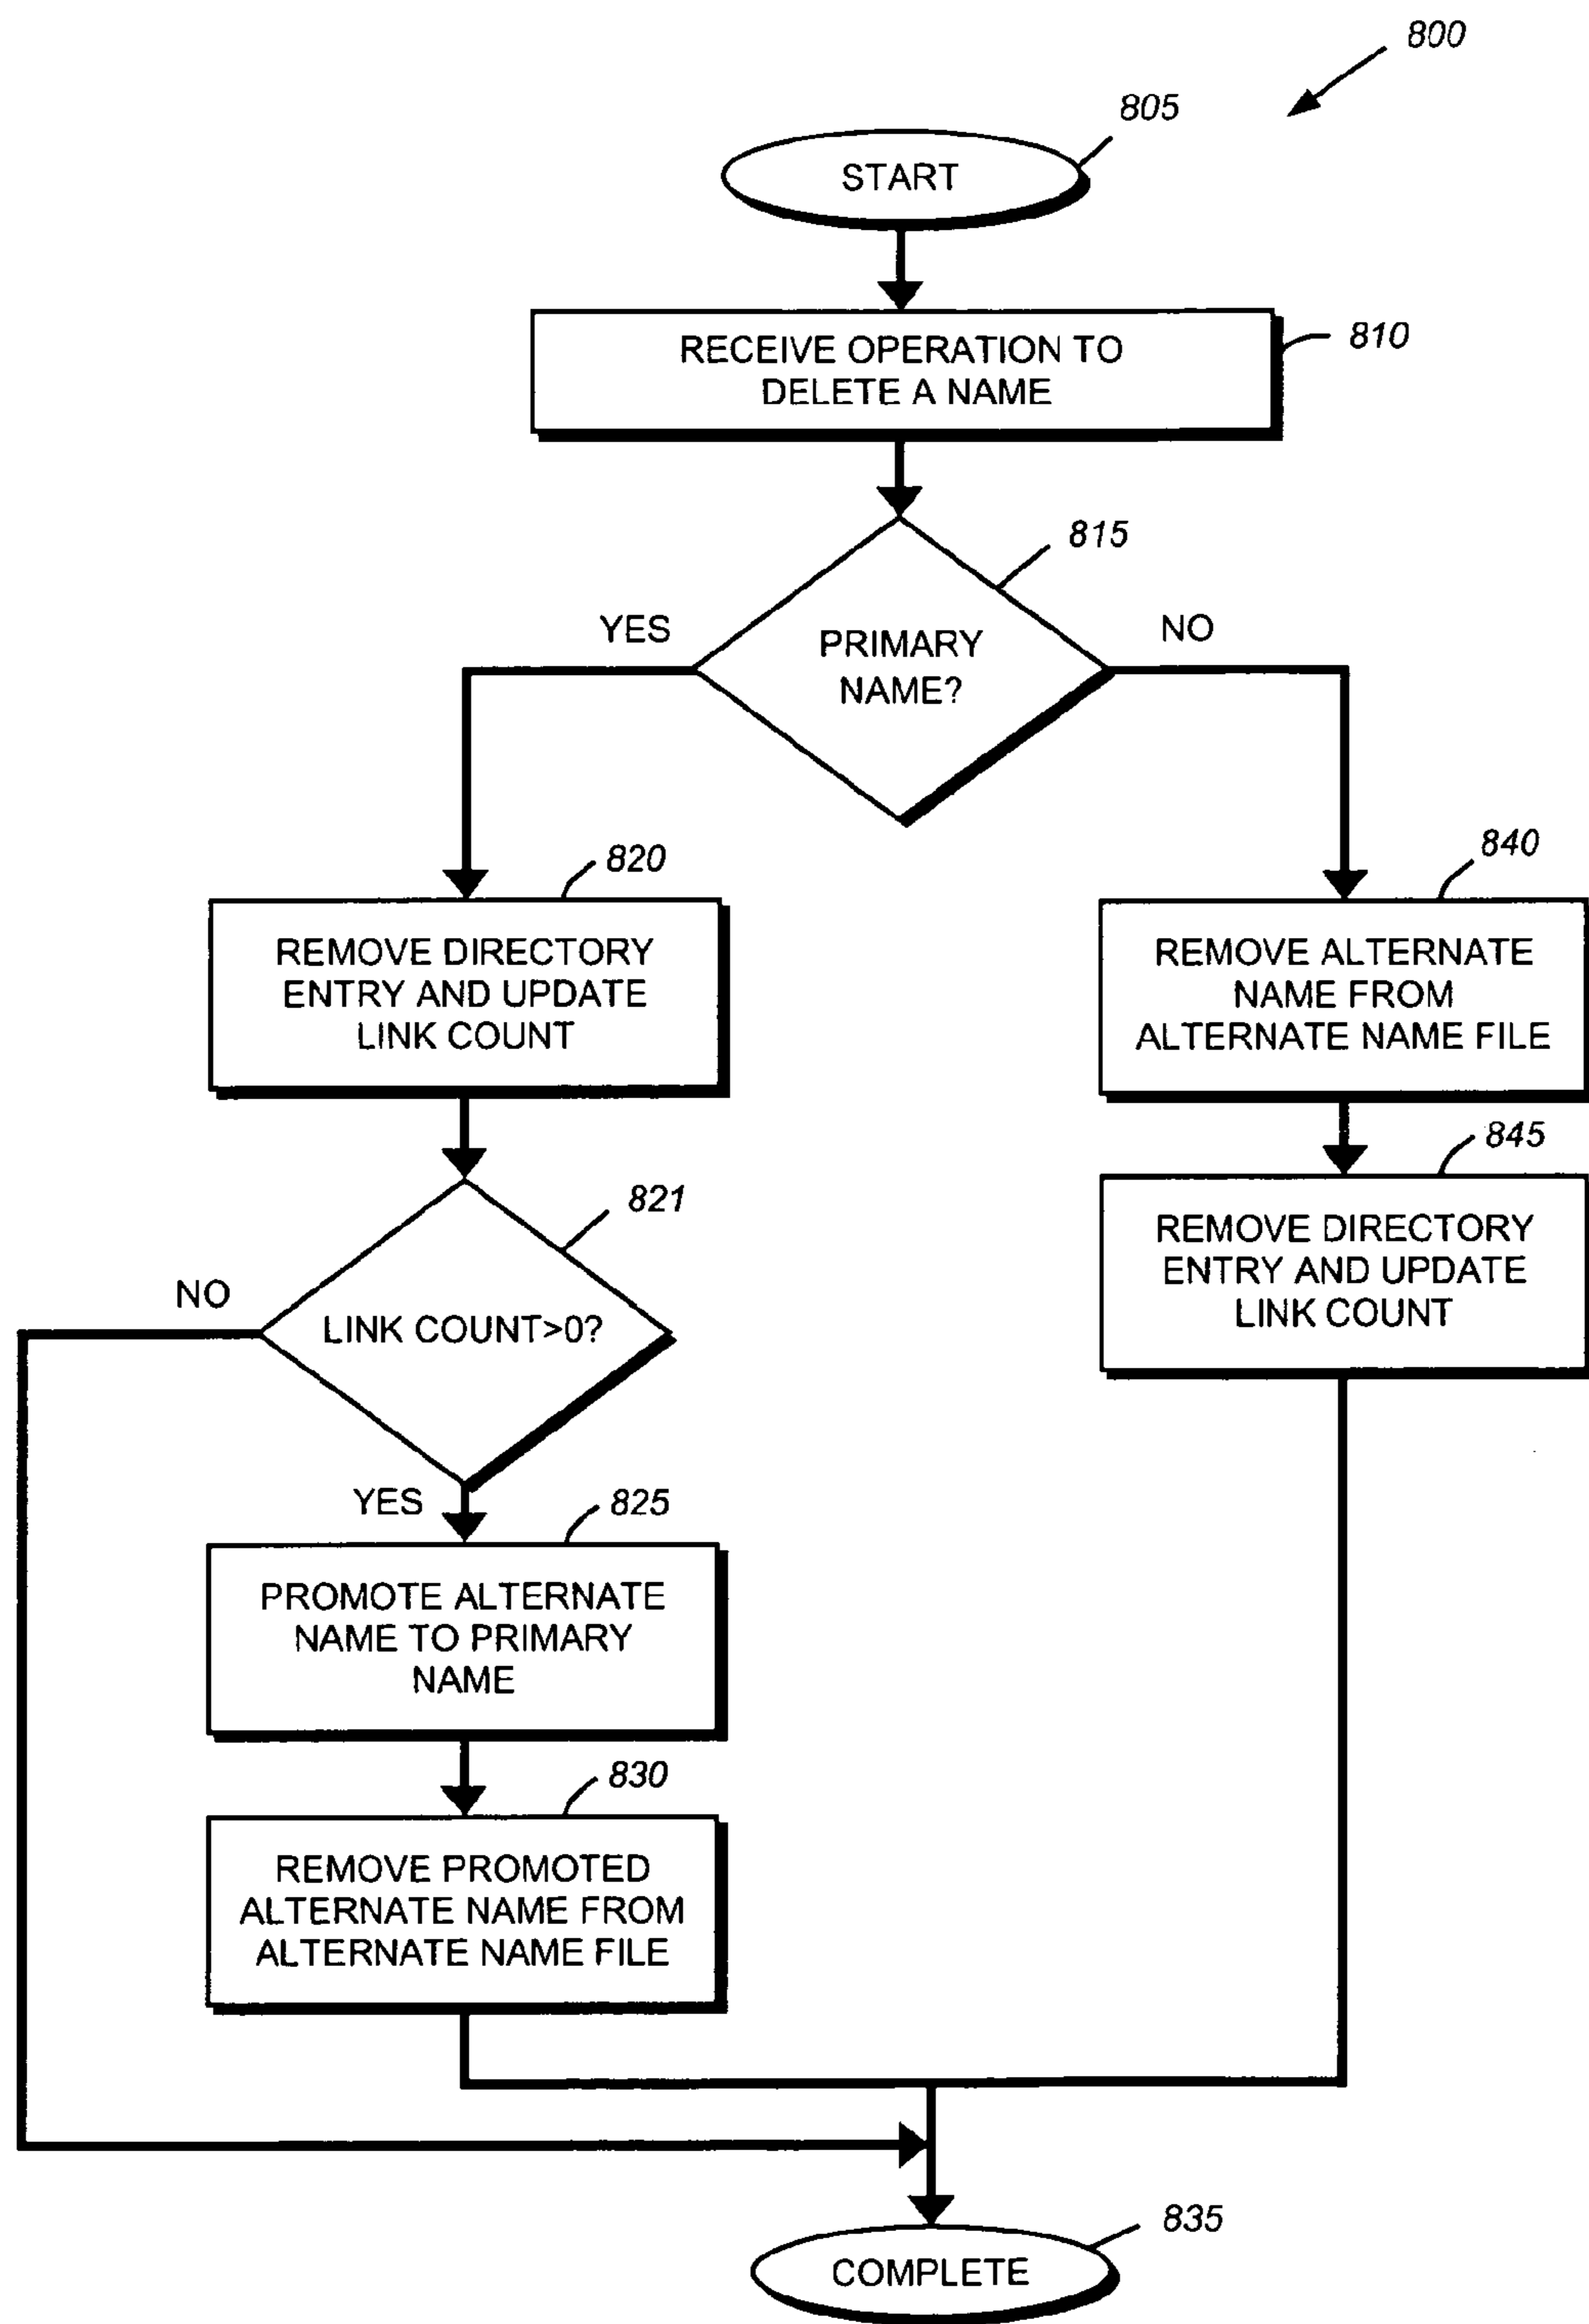 800
805
START
RECEIVE OPERATION TO
DELETE A NAME
810
815
YES
PRIMARY
NAME?
NO
820
REMOVE DIRECTORY
ENTRY AND UPDATE
LINK COUNT
840
REMOVE ALTERNATE
NAME FROM
ALTERNATE NAME FILE
821
NO
LINK COUNT>0?
845
REMOVE DIRECTORY
ENTRY AND UPDATE
LINK COUNT
YES
825
PROMOTE ALTERNATE
NAME TO PRIMARY
NAME
830
REMOVE PROMOTED
ALTERNATE NAME FROM
ALTERNATE NAME FILE
835
COMPLETE